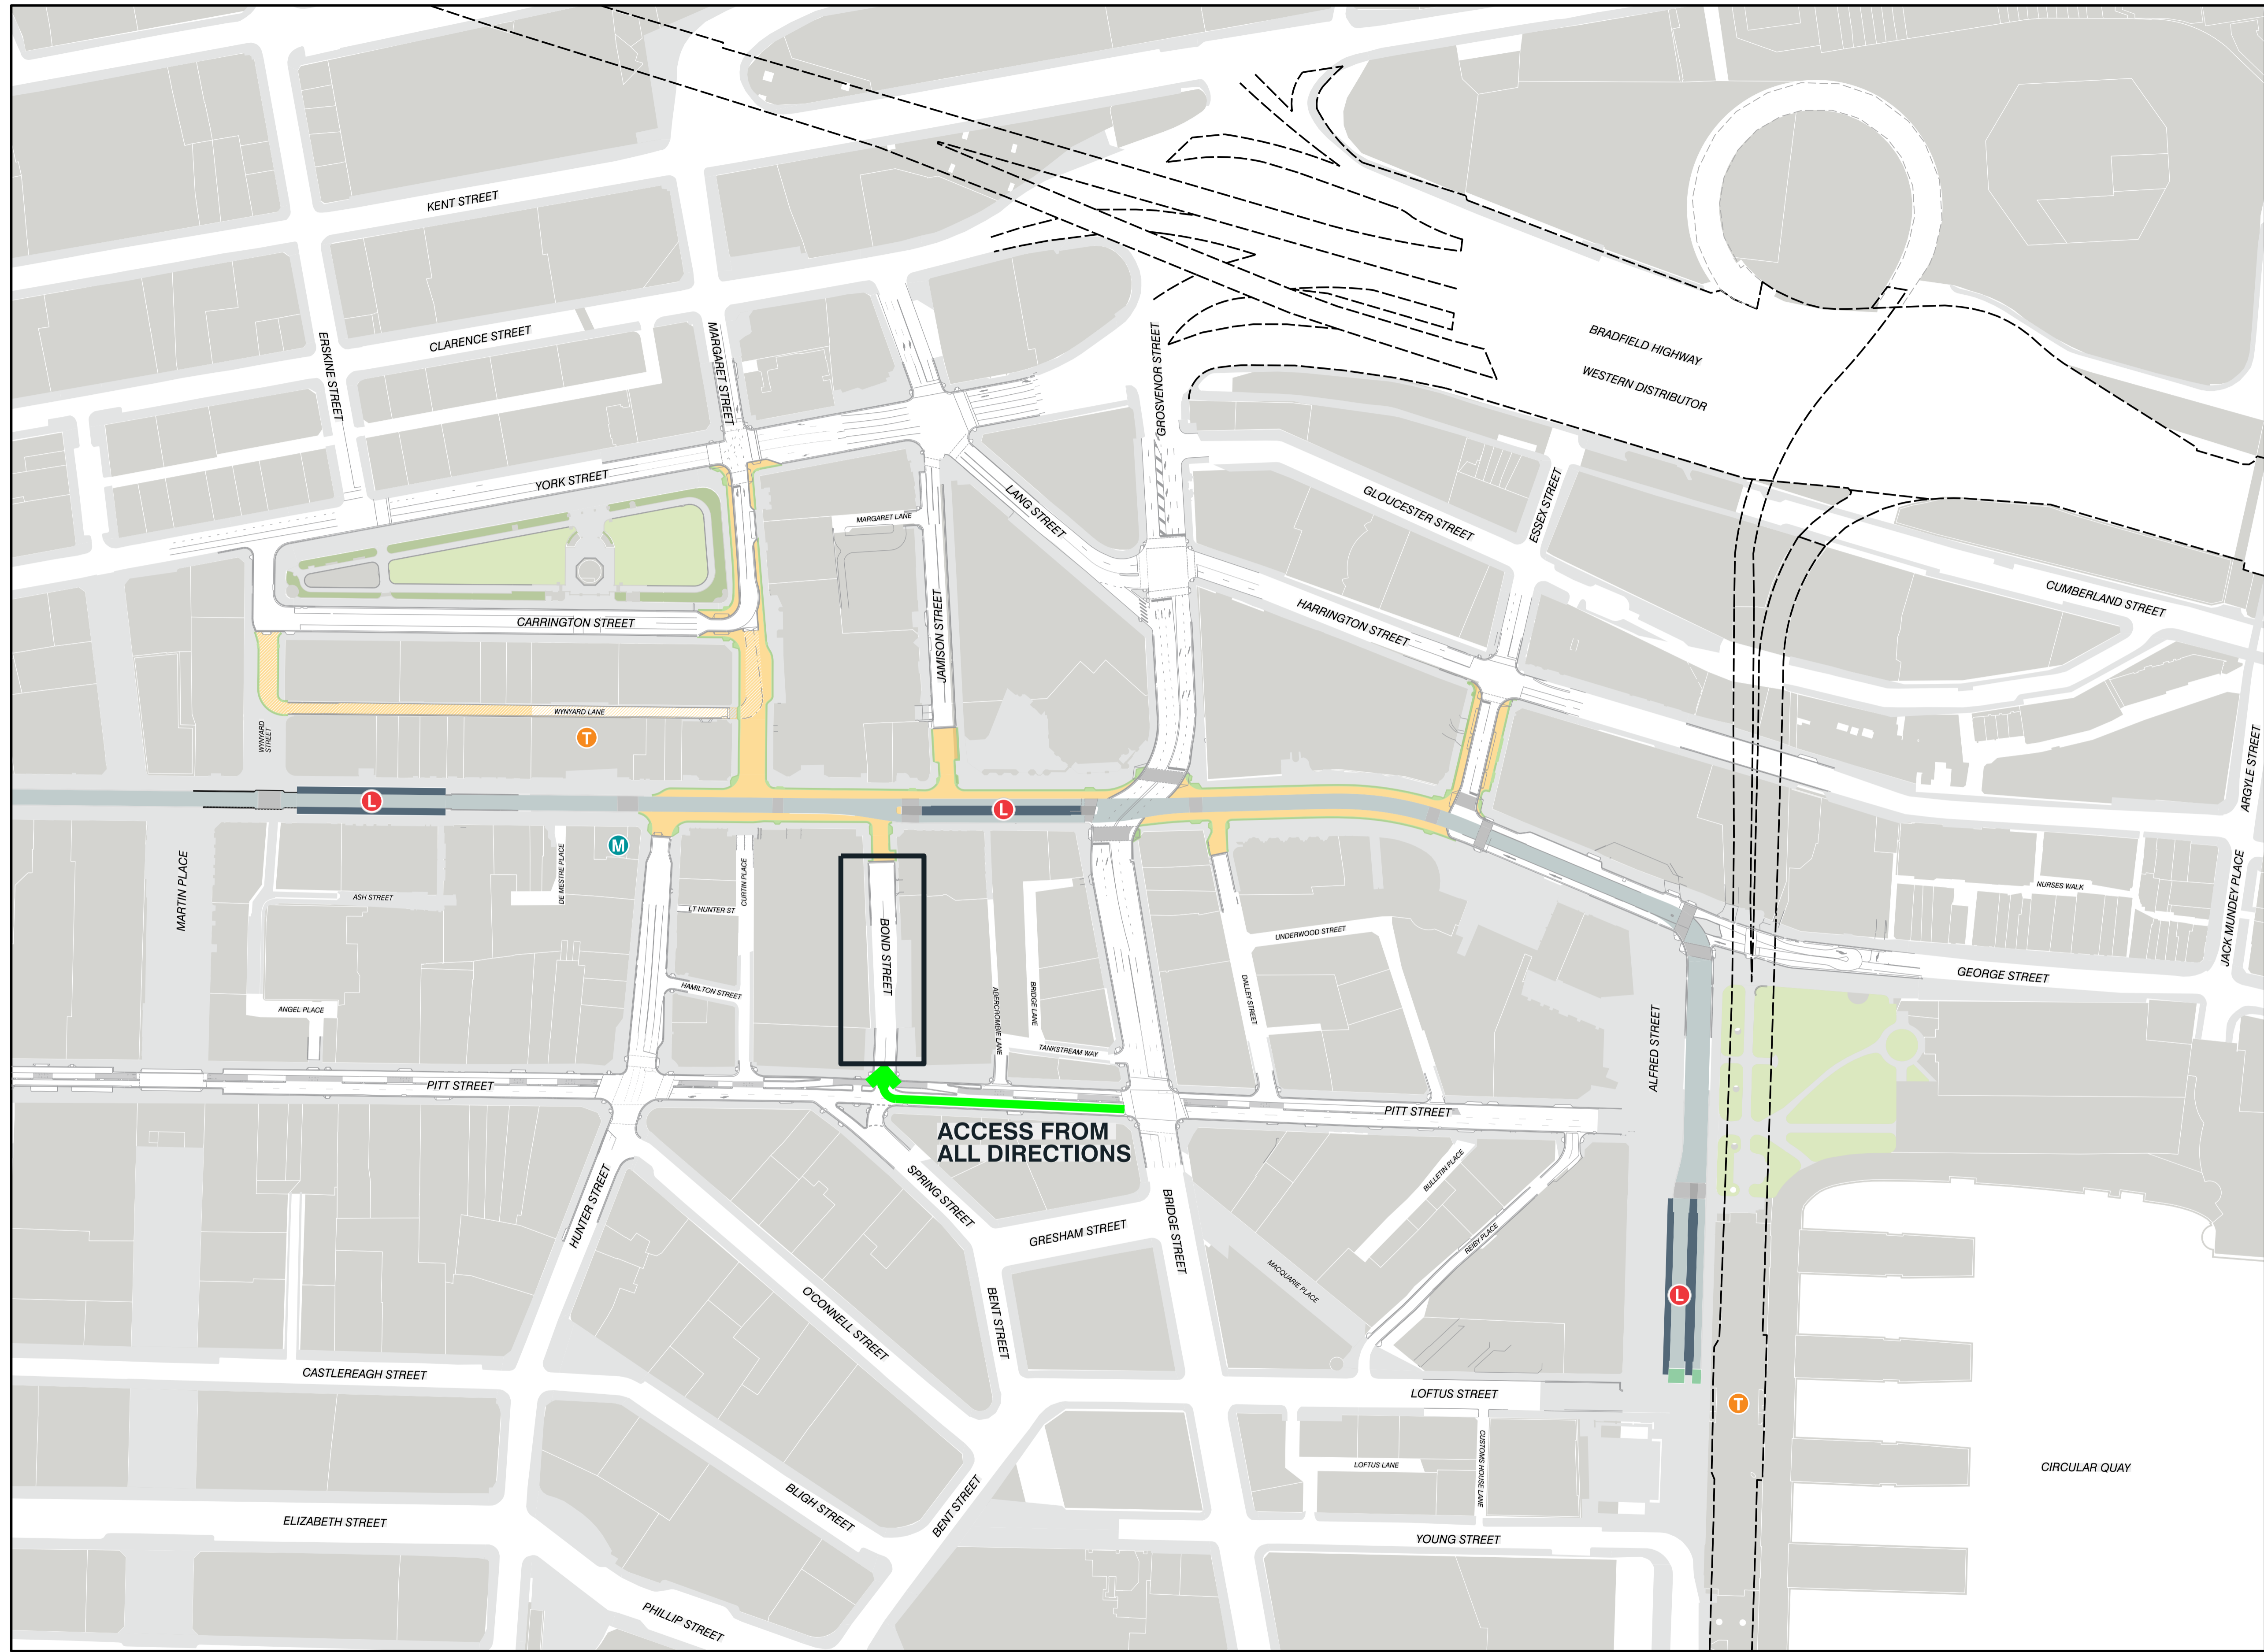 KENT STREET
CLARENCE STREET
ERSKINE STREET
MARGARET STREET
GROSVENOR STREET
BRADFIELD HIGHWAY
WESTERN DISTRIBUTOR
YORK STREET
LANG STREET
GLOUCESTER STREET
ESSEX STREET
MARGARET LANE
CUMBERLAND STREET
CARRINGTON STREET
JAMISON STREET
HARRINGTON STREET
WYNYARD LANE
WYNYARD
STREET
T
ARGYLE STREET
L
L
M
MARTIN PLACE
ASH STREET
DE MESTRE PLACE
CURTIN PLACE
LT HUNTER ST
BOND STREET
UNDERWOOD STREET
NURSES WALK
JACK MUNDEY PLACE
HAMILTON STREET
ABERCROMBIE LANE
BRIDGE LANE
DALLEY STREET
GEORGE STREET
ANGEL PLACE
TANKSTREAM WAY
ALFRED STREET
PITT STREET
PITT STREET
ACCESS FROM
ALL DIRECTIONS
SPRING STREET
HUNTER STREET
GRESHAM STREET
BRIDGE STREET
BULLETIN PLACE
REIBY PLACE
MACQUARIE PLACE
O'CONNELL STREET
BENT STREET
L
CASTLEREAGH STREET
LOFTUS STREET
T
CUSTOMS HOUSE LANE
LOFTUS LANE
CIRCULAR QUAY
BLIGH STREET
BENT STREET
ELIZABETH STREET
YOUNG STREET
PHILLIP STREET